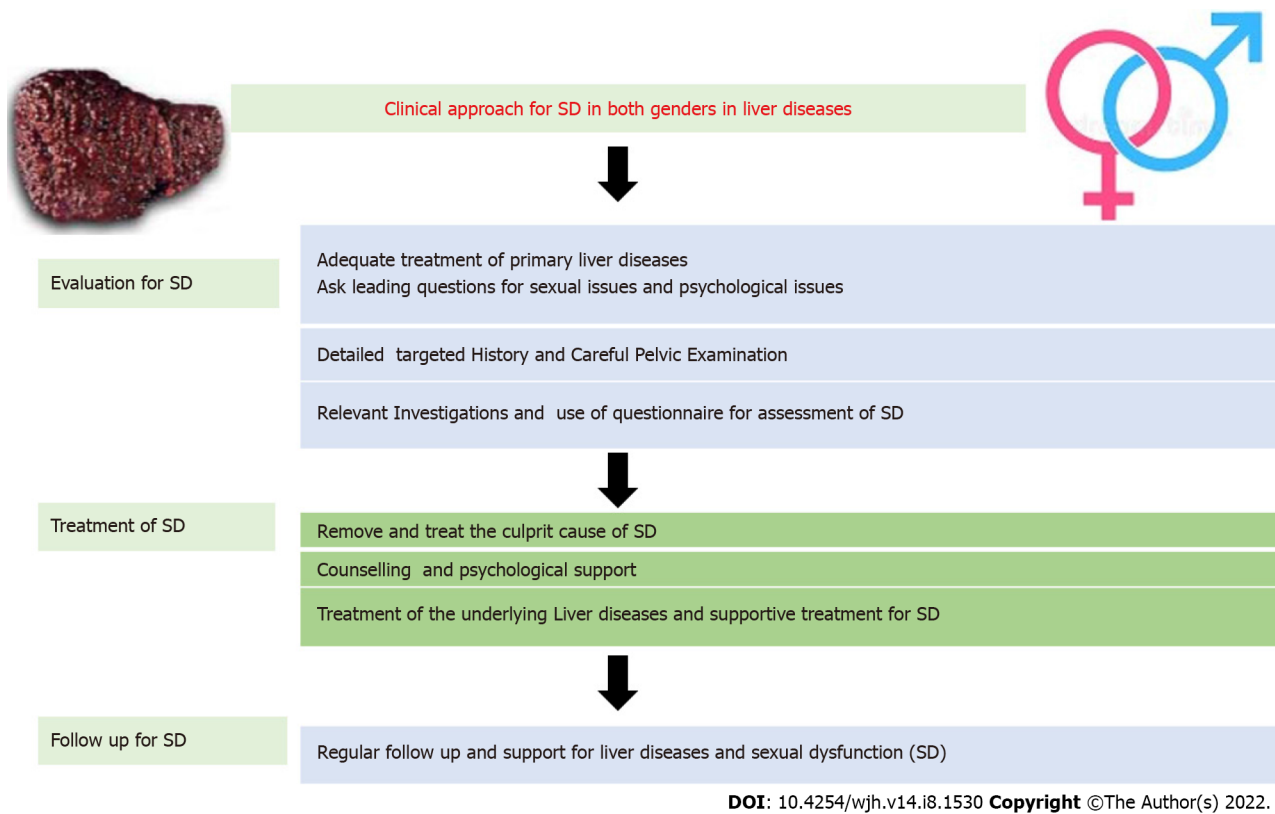 Clinical approach for SD in both genders in liver diseases
Evaluation for SD
Adequate treatment of primary liver diseases
Ask leading questions for sexual issues and psychological issues
Detailed targeted History and Careful Pelvic Examination
Relevant Investigations and use of questionnaire for assessment of SD
Treatment of SD
Remove and treat the culprit cause of SD
Counselling and psychological support
Treatment of the underlying Liver diseases and supportive treatment for SD
Follow up for SD
Regular follow up and support for liver diseases and sexual dysfunction (SD)
DOI: 10.4254/wjh.v14.i8.1530 Copyright ©The Author(s) 2022.